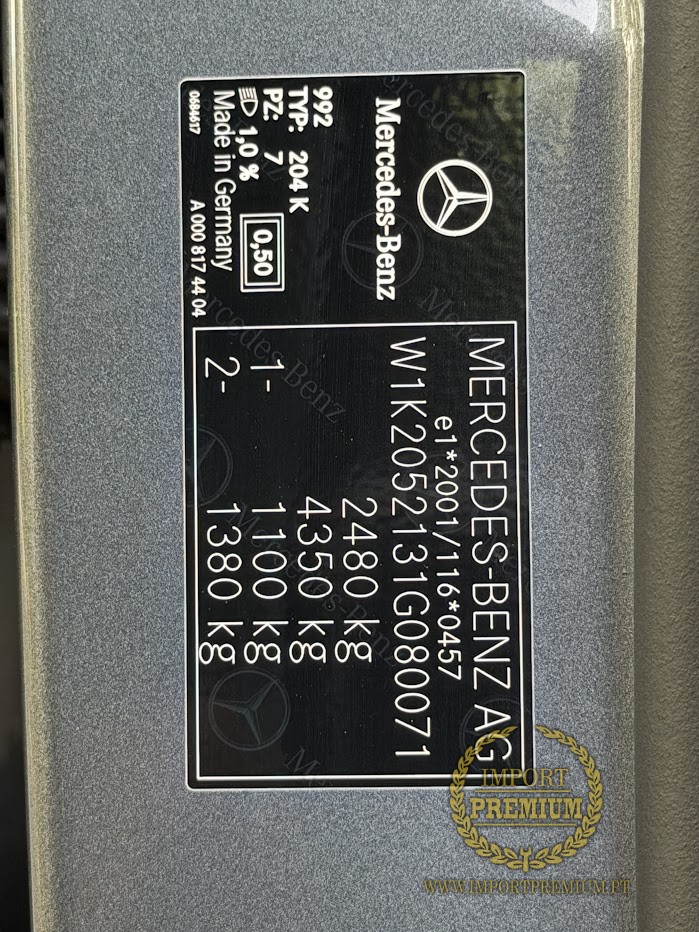 Mercedes-Benz
992
TYP: 204 K
PZ: 7
1,0 %
0,50
Made in Germany
0684617
A 000 817 44 04
MERCEDES-BENZ AG
e1*2001/116*0457
W1K2052131G080071
2480 kg
4350 kg
1- 1100 kg
2- 1380 kg
IMPORT
PREMIUM
WWW.IMPORTPREMIUM.PT